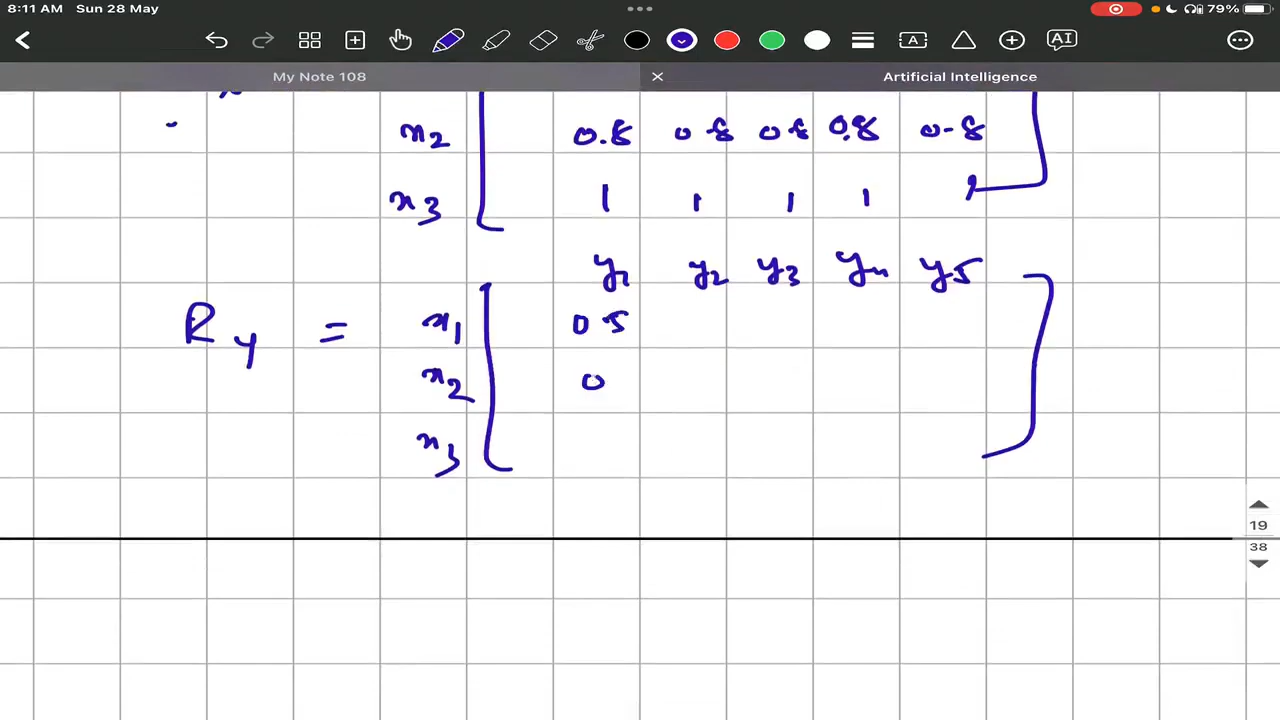 8:11 AM Sun 28 May
79%
My Note 108
Artificial Intelligence
x2 0.8 0.8 0.8 0.8 0.8
x3 1 1 1 1
y1 y2 y3 y4 y5
Ry = x1 0.5
x2 0
x3
19
38